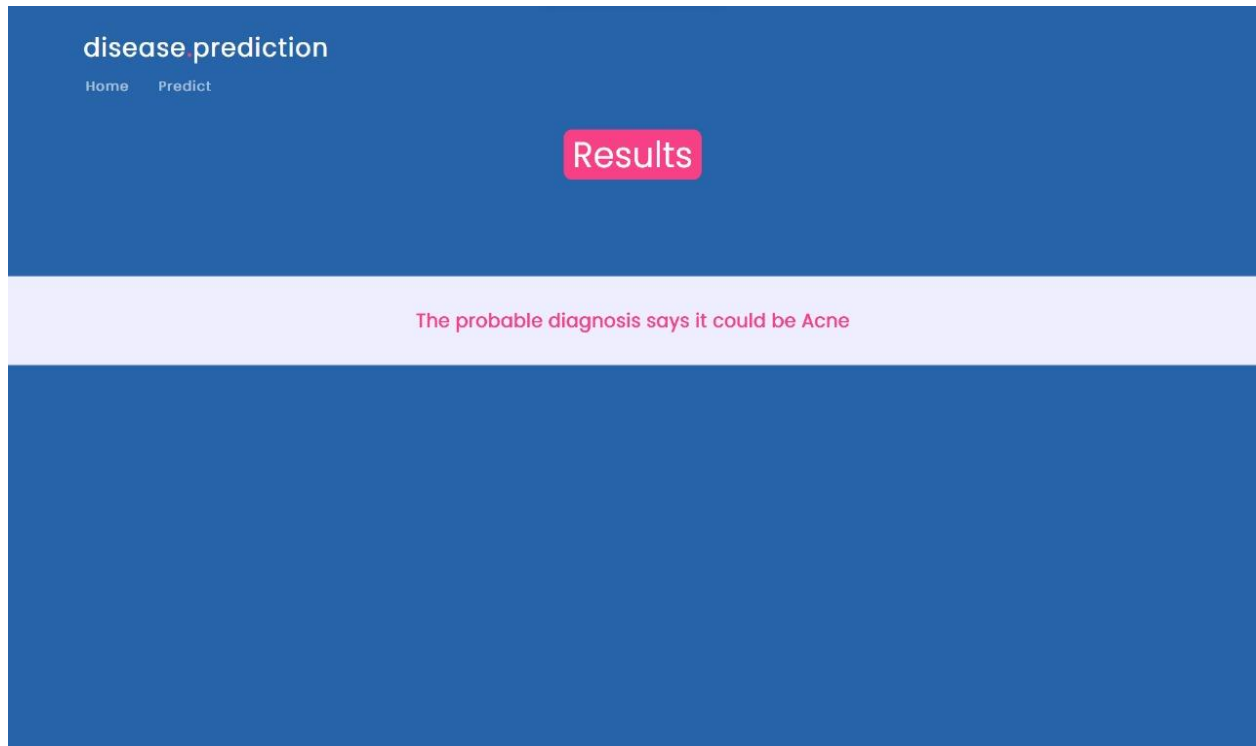 disease.prediction
Home Predict
Results
The probable diagnosis says it could be Acne